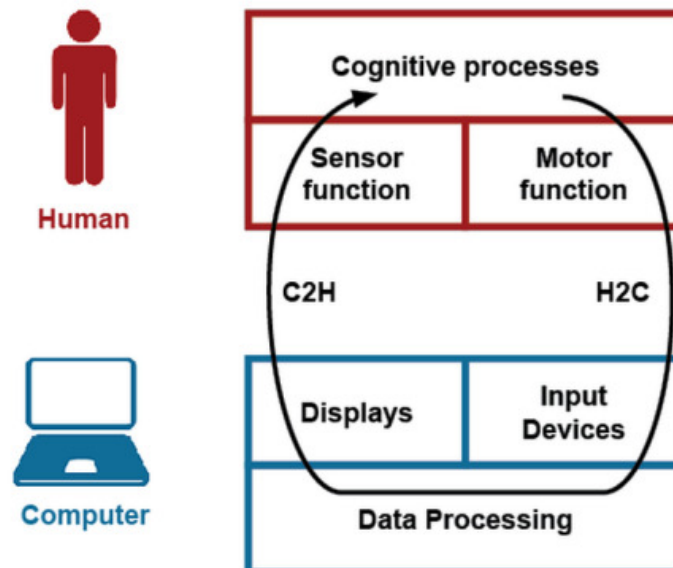 Cognitive processes
Sensor
function
Motor
function
Human
C2H
H2C
Displays
Input
Devices
Computer
Data Processing